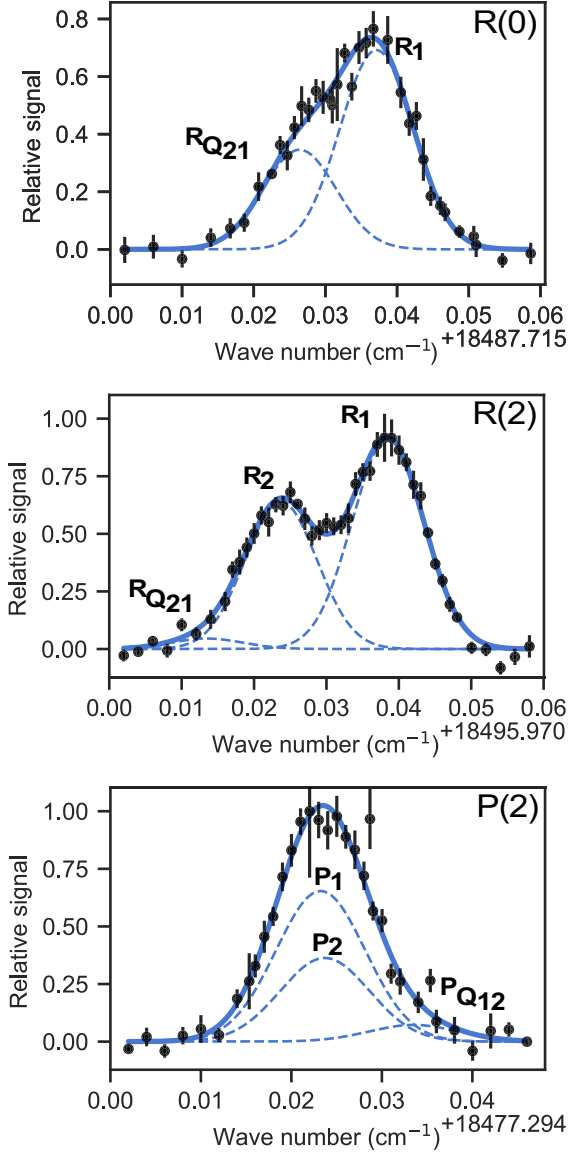 R(0)
R1
RQ21
Relative signal
0.8
0.6
0.4
0.2
0.0
0.00 0.01 0.02 0.03 0.04 0.05 0.06
Wave number (cm⁻¹) +18487.715
R(2)
R1
R2
RQ21
Relative signal
1.00
0.75
0.50
0.25
0.00
0.00 0.01 0.02 0.03 0.04 0.05 0.06
Wave number (cm⁻¹) +18495.970
P(2)
P1
P2
PQ12
Relative signal
1.00
0.75
0.50
0.25
0.00
0.00 0.01 0.02 0.03 0.04
Wave number (cm⁻¹) +18477.294